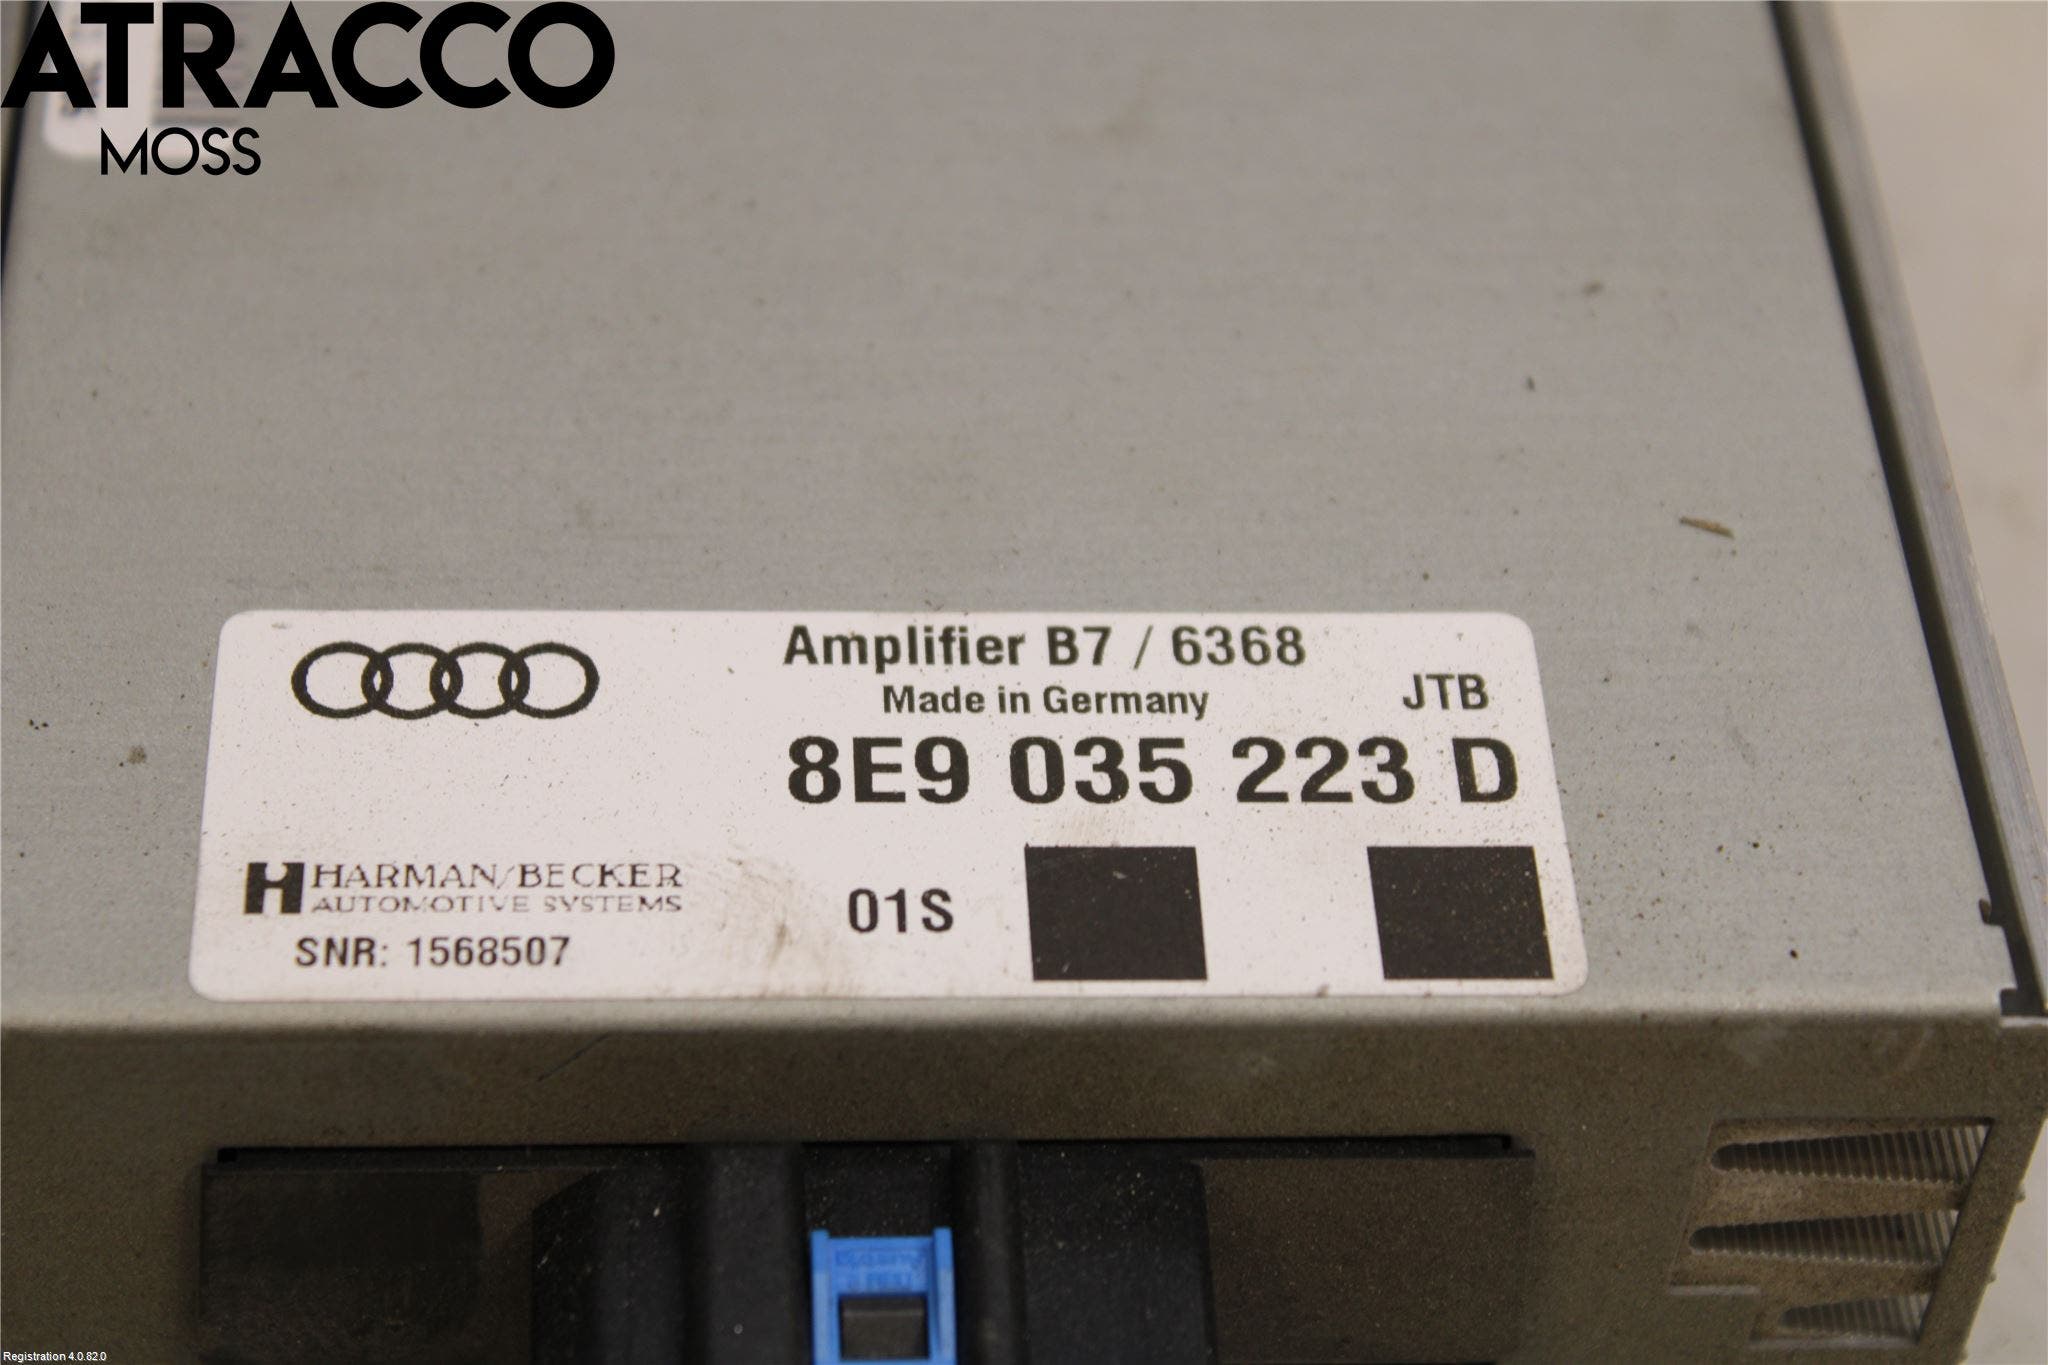 ATRACCO
MOSS
Amplifier B7 / 6368
Made in Germany
JTB
8E9 035 223 D
HARMAN/BECKER
AUTOMOTIVE SYSTEMS
01S
SNR: 1568507
Registration 4.0.82.0